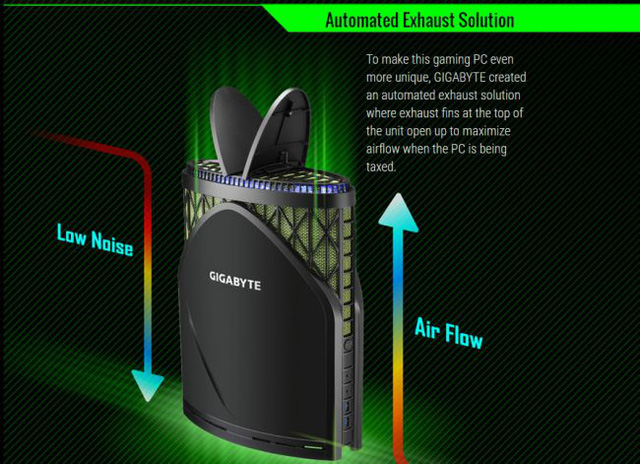 Automated Exhaust Solution
To make this gaming PC even
more unique, GIGABYTE created
an automated exhaust solution
where exhaust fins at the top of
the unit open up to maximize
airflow when the PC is being
taxed.
Low Noise
GIGABYTE
Air Flow